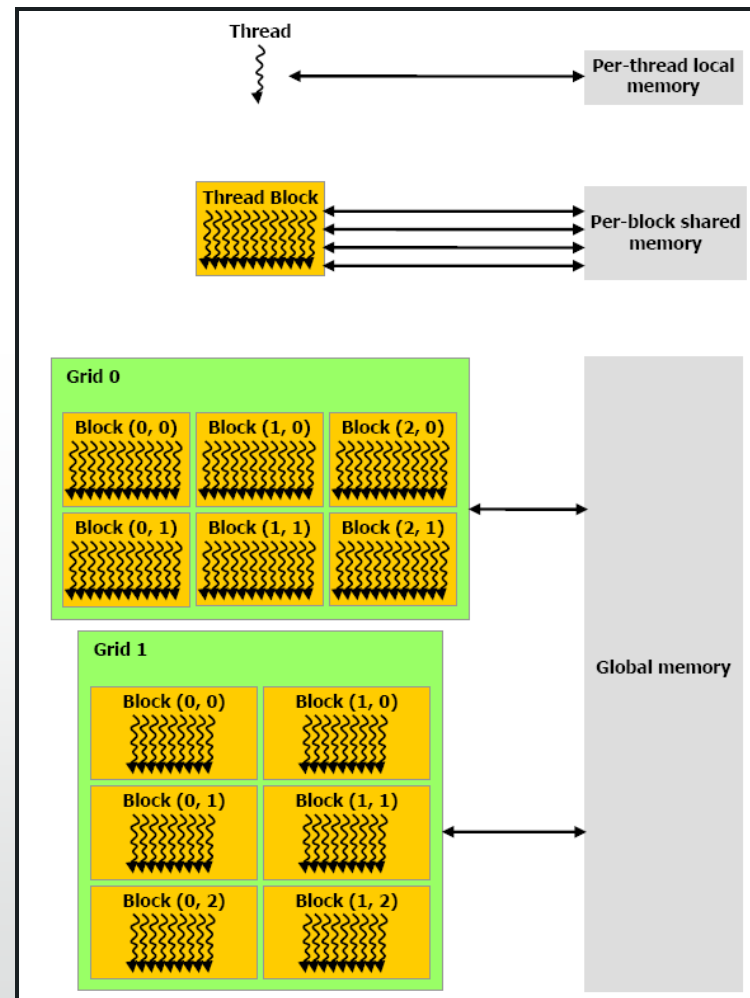 Thread
Per-thread local
memory
Thread Block
Per-block shared
memory
Grid 0
Block (0, 0) Block (1, 0) Block (2, 0)
Block (0, 1) Block (1, 1) Block (2, 1)
Global memory
Grid 1
Block (0, 0) Block (1, 0)
Block (0, 1) Block (1, 1)
Block (0, 2) Block (1, 2)